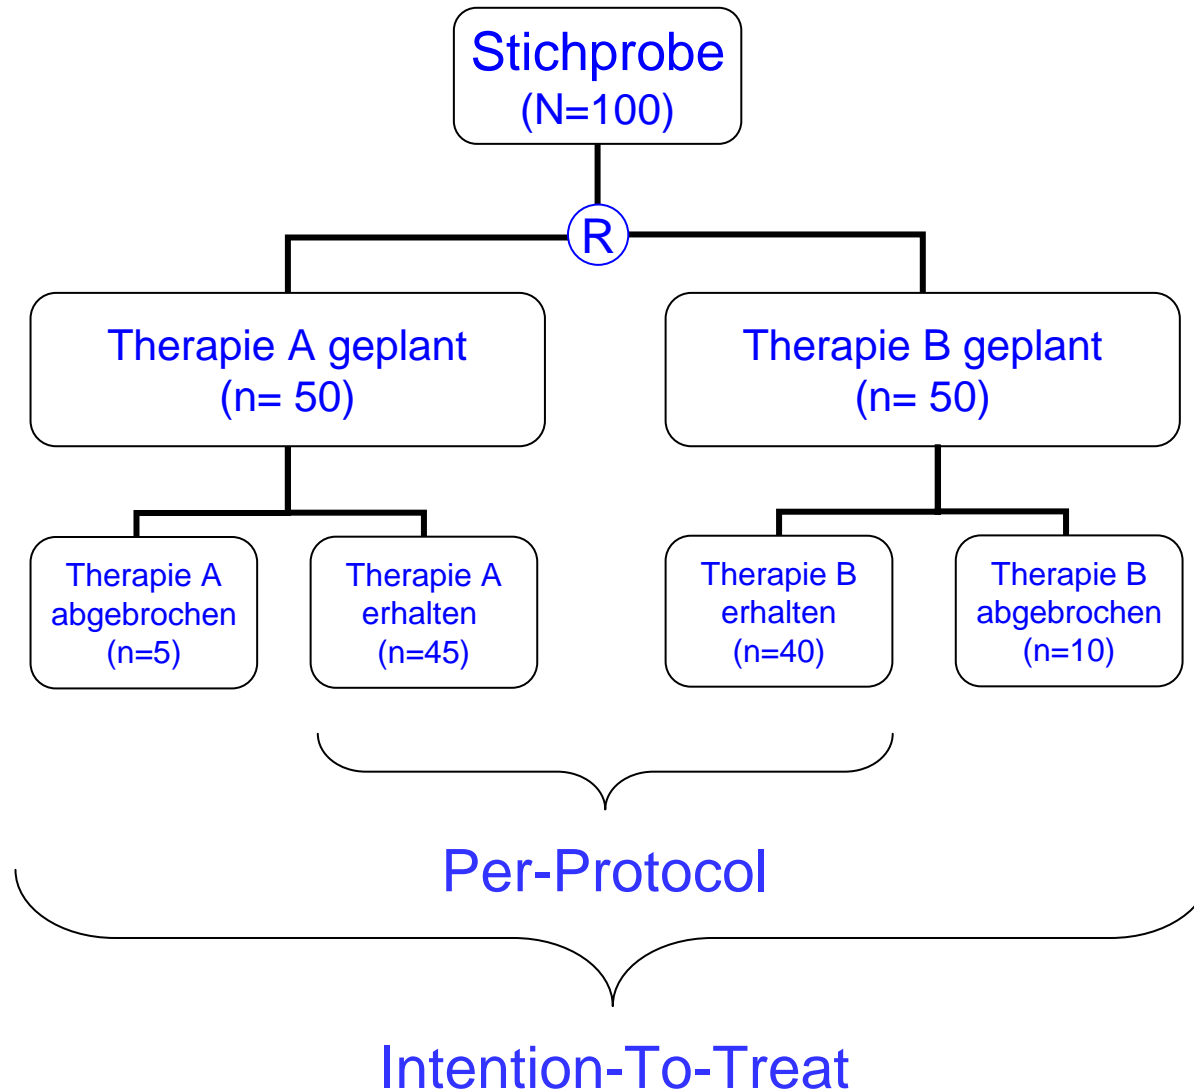 Stichprobe
(N=100)
R
Therapie A geplant
(n= 50)
Therapie B geplant
(n= 50)
Therapie A
abgebrochen
(n=5)
Therapie A
erhalten
(n=45)
Therapie B
erhalten
(n=40)
Therapie B
abgebrochen
(n=10)
Per-Protocol
Intention-To-Treat